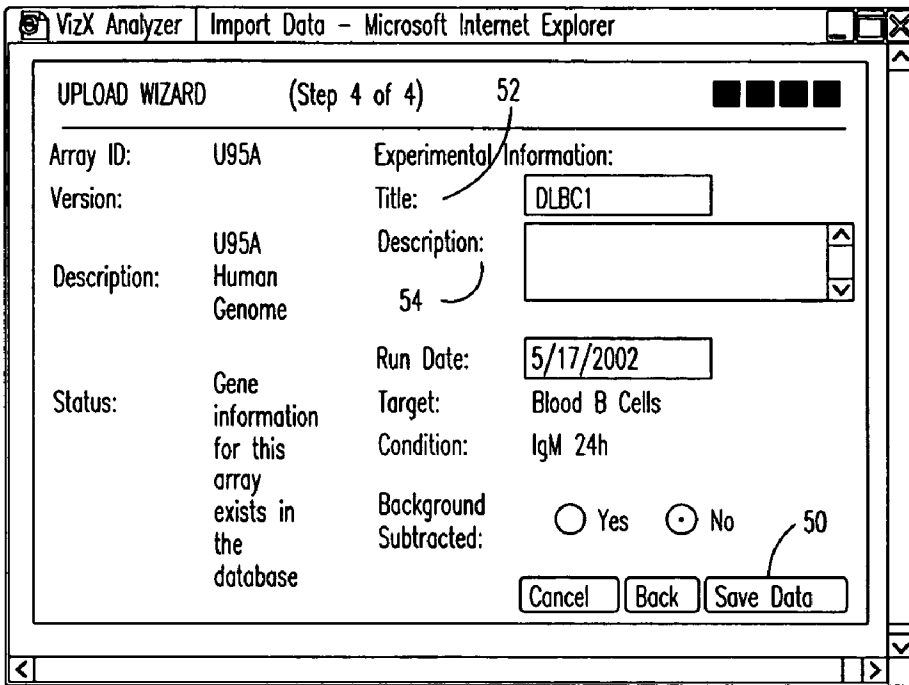 VizX Analyzer | Import Data – Microsoft Internet Explorer
UPLOAD WIZARD (Step 4 of 4) 52
Array ID: U95A Experimental Information:
Version: Title: DLBC1
Description: U95A Human Genome
Description:
54
Run Date: 5/17/2002
Status: Gene
information
for this
array
exists in
the
database
Target: Blood B Cells
Condition: IgM 24h
Background
Subtracted: Yes No 50
Cancel Back Save Data